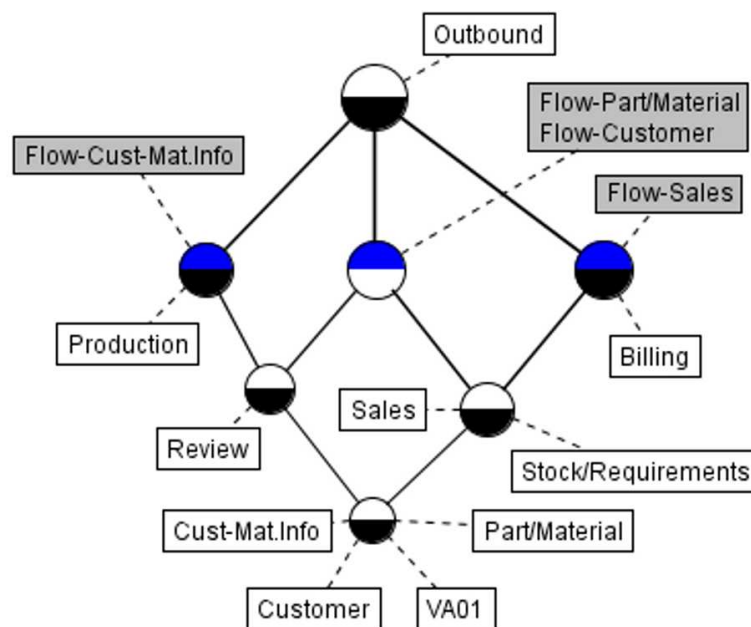 Outbound
Flow-Part/Material
Flow-Customer
Flow-Cust-Mat.Info
Flow-Sales
Production
Billing
Sales
Review
Stock/Requirements
Cust-Mat.Info
Part/Material
Customer
VA01